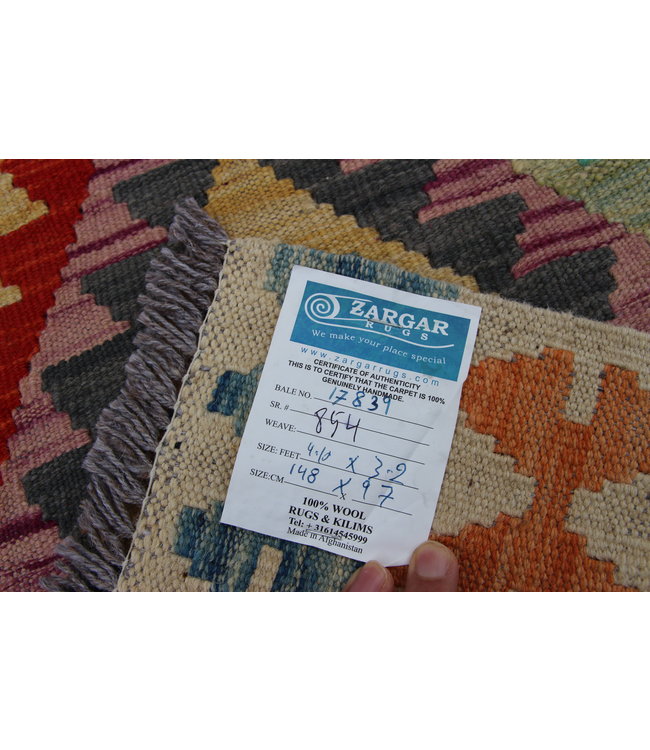 ZARGAR
RUGS
We make your place special
www.zargarrugs.com
CERTIFICATE OF AUTHENTICITY
THIS IS TO CERTIFY THAT THE CARPET IS 100%
GENUINELY HANDMADE.
BALE NO. 17839
SR. # 854
WEAVE:
SIZE: FEET 4.10 X 3.2
SIZE:CM 148 X 97
100% WOOL
RUGS & KILIMS
Tel: + 31614545999
Made in Afghanistan